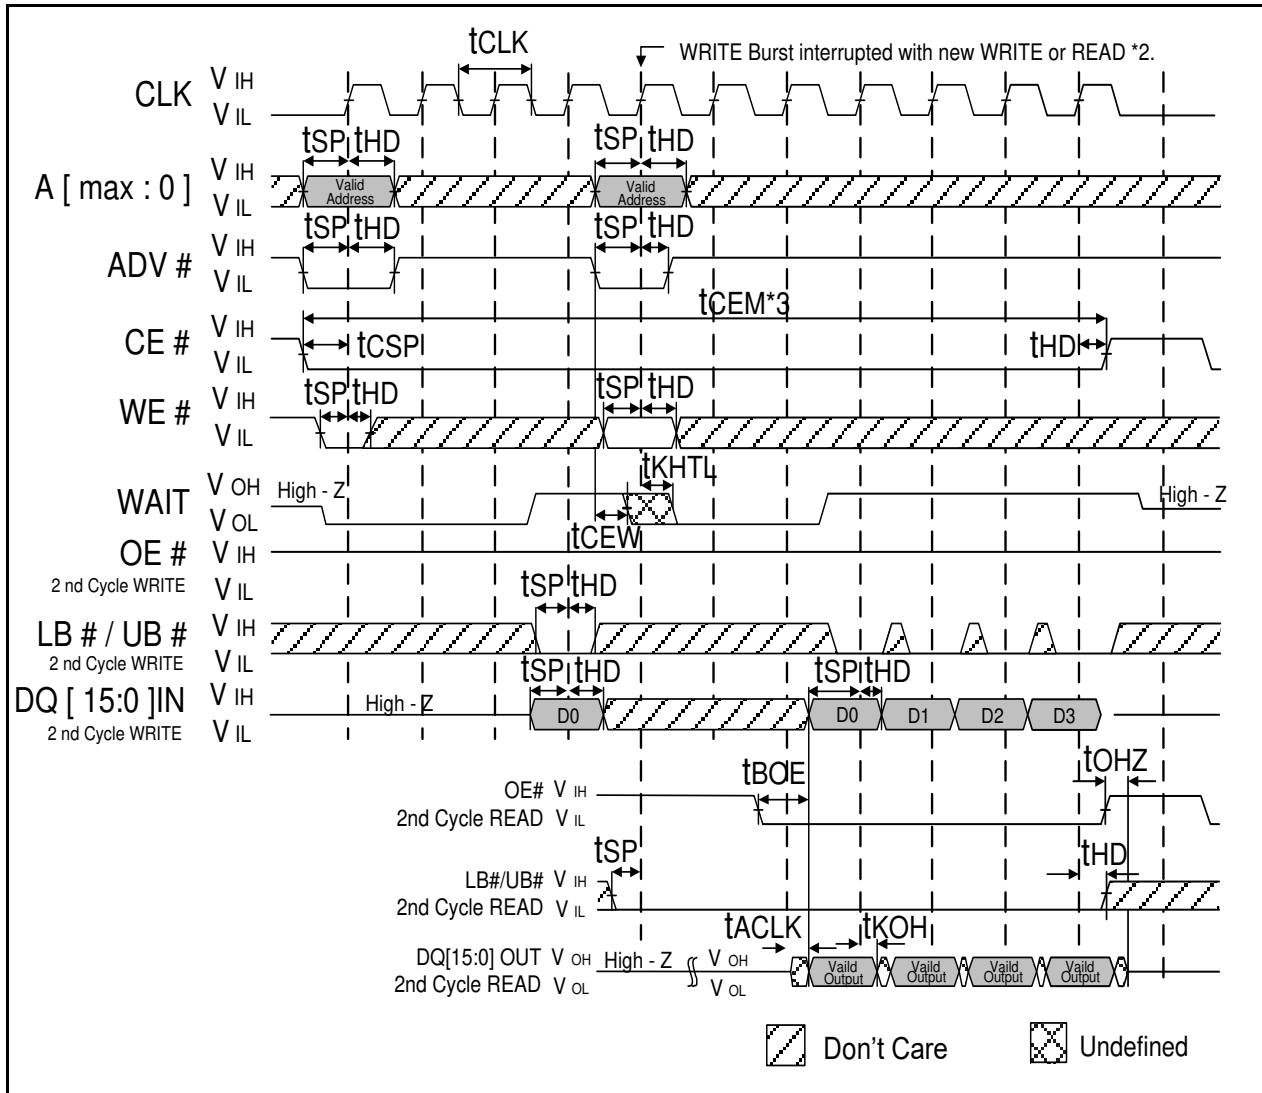 tCLK
WRITE Burst interrupted with new WRITE or READ *2.
CLK
V IH
V IL
tSP tHD tSP tHD
A [ max : 0 ]
V IH
V IL
Valid Address
Valid Address
tSP tHD tSP tHD
ADV #
V IH
V IL
tCEM*3
CE #
V IH
V IL
tCSP
tHD
tSP tHD tSP tHD
WE #
V IH
V IL
tKHTL
WAIT
V OH
V OL
High - Z
High - Z
tCEW
OE #
2 nd Cycle WRITE
V IH
V IL
tSP tHD
LB # / UB #
2 nd Cycle WRITE
V IH
V IL
tSP tHD tSP tHD
DQ [ 15:0 ]IN
2 nd Cycle WRITE
V IH
V IL
High - Z
D0 D0 D1 D2 D3
tBOE
tOHZ
OE# V IH
2nd Cycle READ V IL
tSP
tHD
LB#/UB# V IH
2nd Cycle READ V IL
tACLK tKOH
DQ[15:0] OUT V OH High - Z V OH
2nd Cycle READ V OL V OL
Vaild Output
Vaild Output
Vaild Output
Vaild Output
Don't Care
Undefined